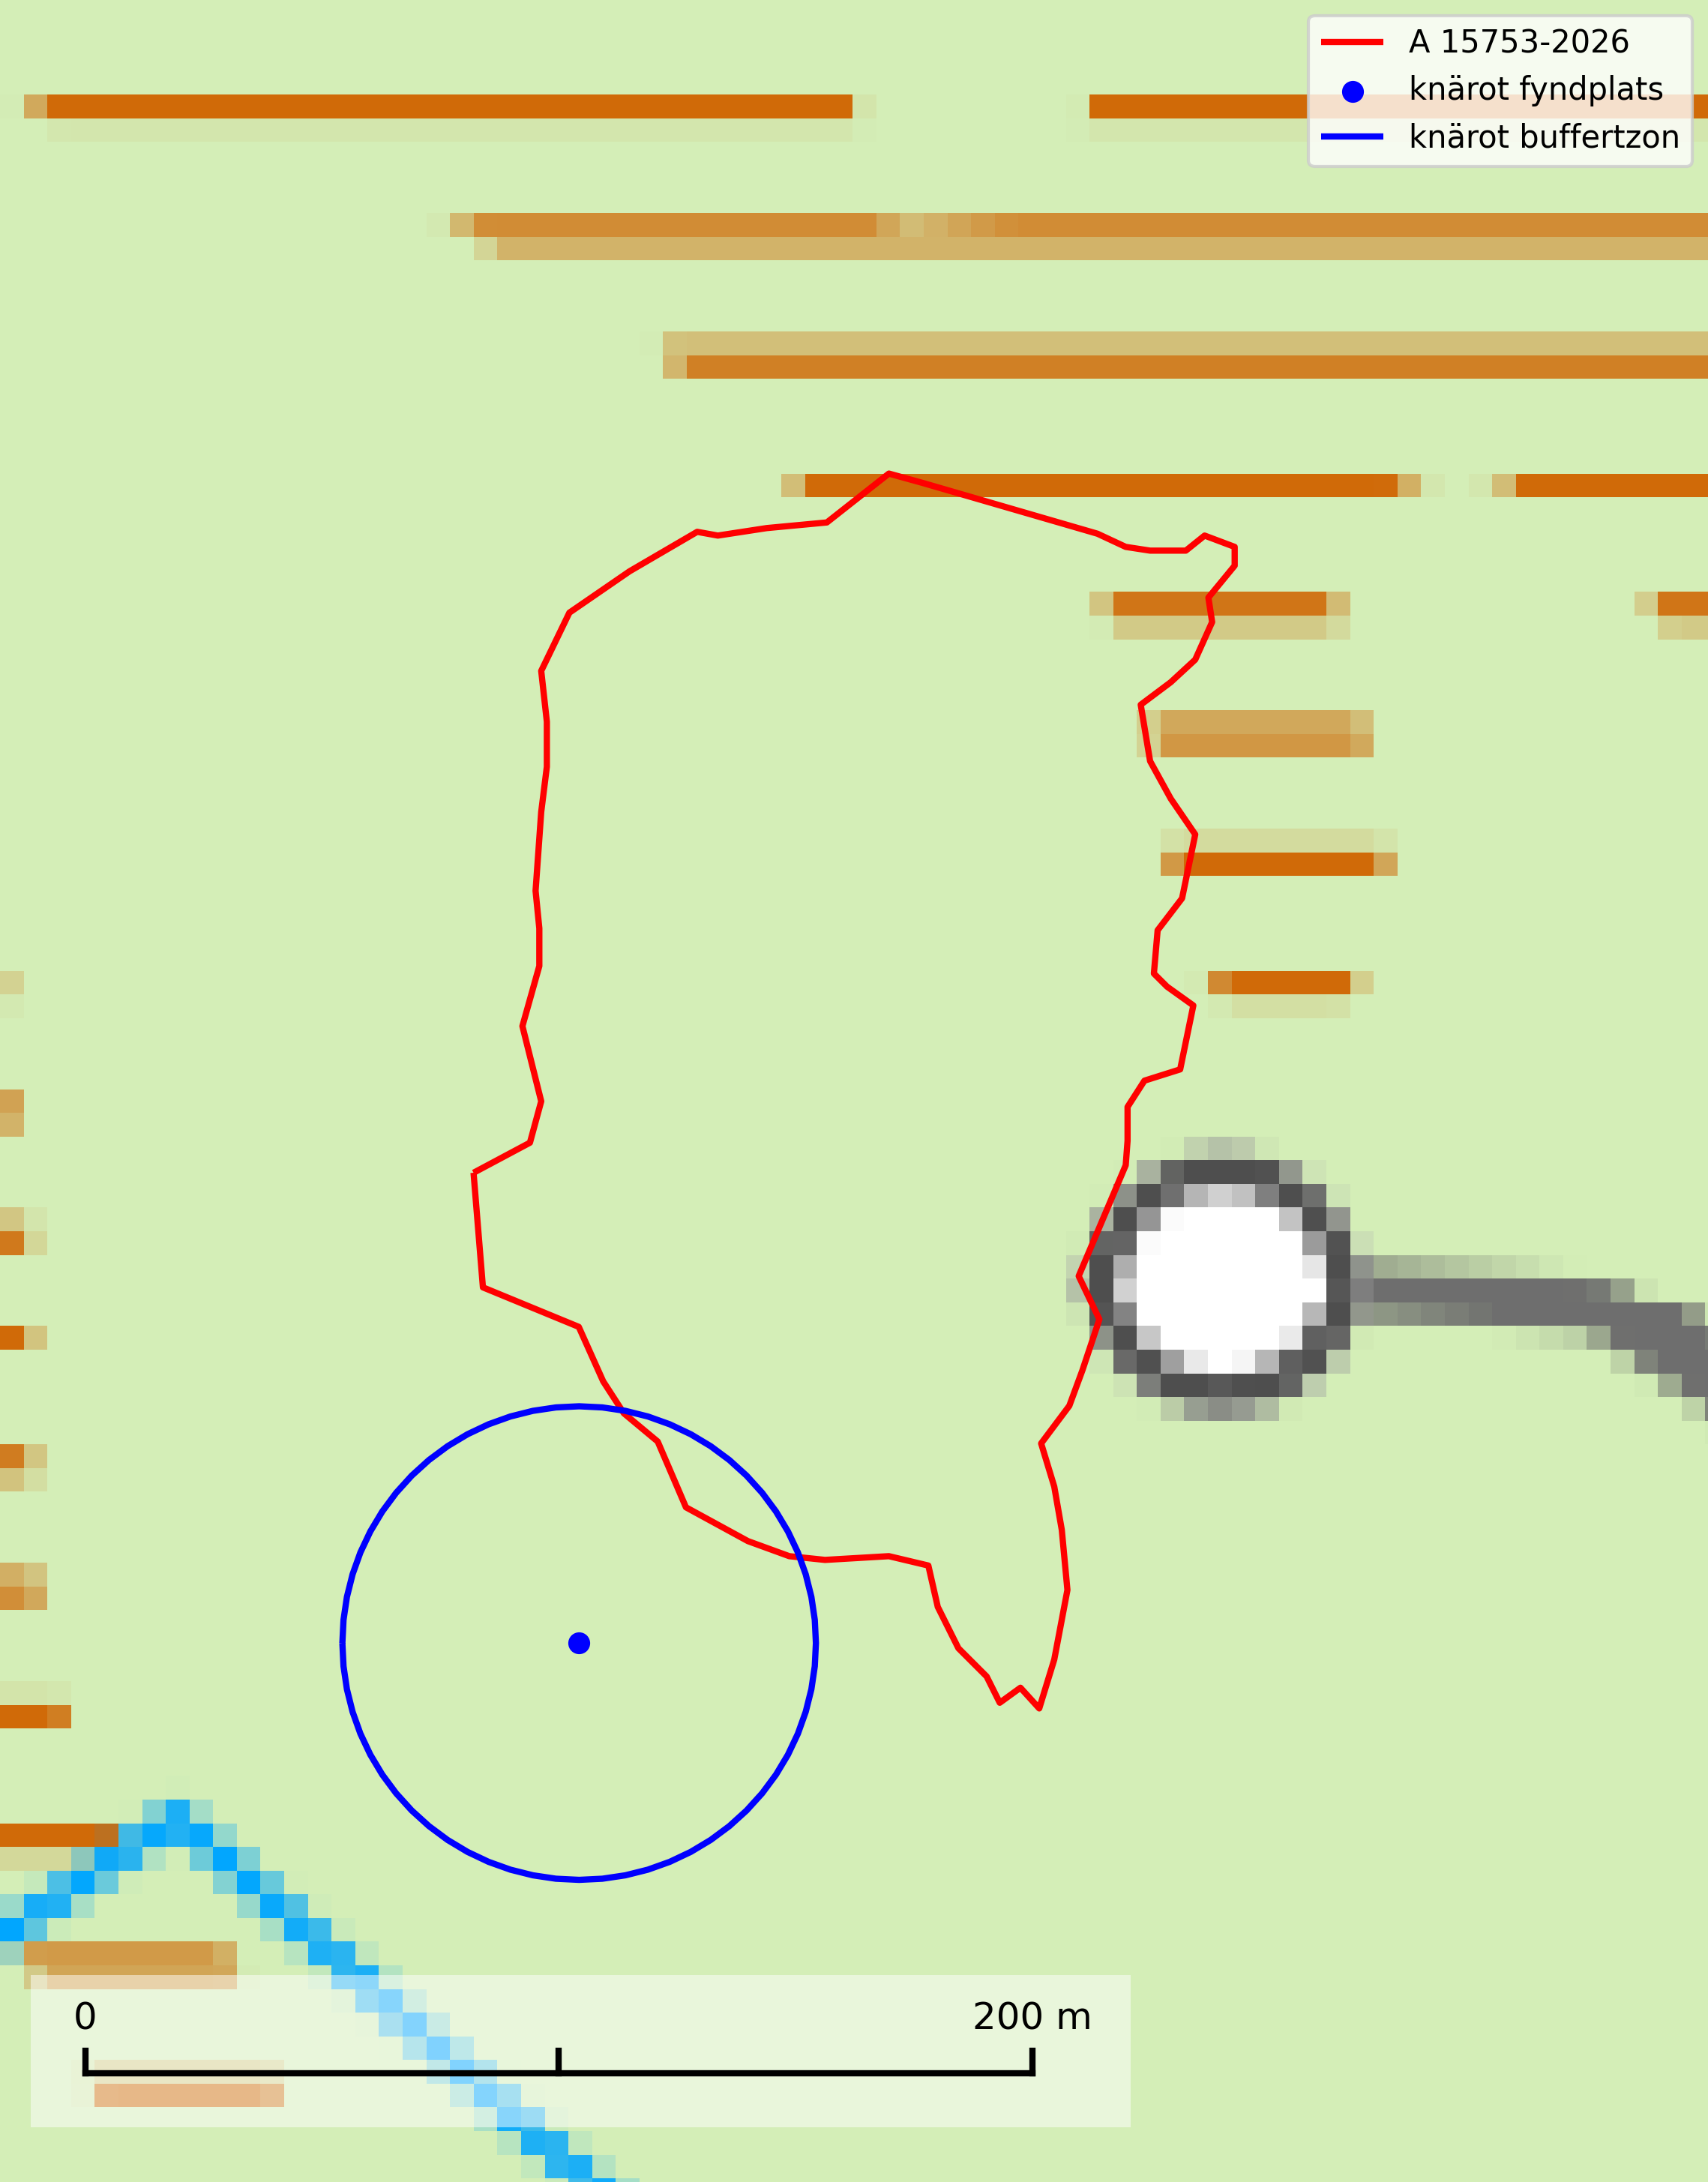 A 15753-2026
knärot fyndplats
knärot buffertzon
0 200 m